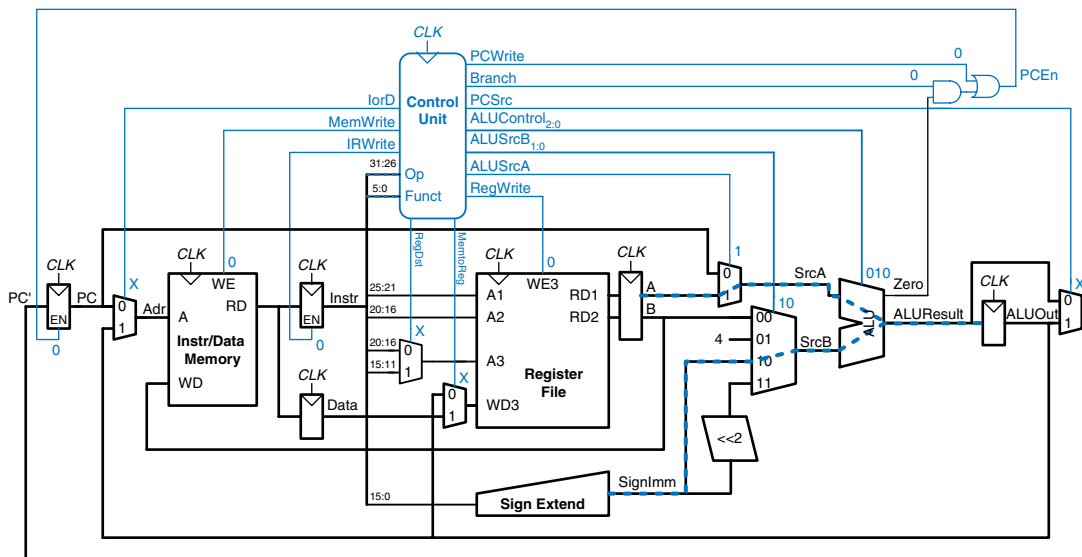 CLK
PCWrite
0
Branch
0
PCEn
IorD
Control
Unit
PCSrc
MemWrite
ALUControl2:0
IRWrite
ALUSrcB1:0
31:26
Op
ALUSrcA
5:0
Funct
RegWrite
RegDst
MemtoReg
CLK
CLK
CLK
CLK
CLK
1
CLK
X
0
0
010
X
PC'
PC
EN
0
0
1
Adr
WE
RD
A
Instr/Data
Memory
WD
EN
0
Instr
CLK
Data
25:21
20:16
20:16
15:11
X
0
1
X
0
1
A1
A2
A3
WD3
WE3
RD1
RD2
Register
File
A
B
0
1
SrcA
10
00
01
10
11
4
SrcB
ALU
Zero
ALUResult
ALUOut
0
1
<<2
SignImm
15:0
Sign Extend